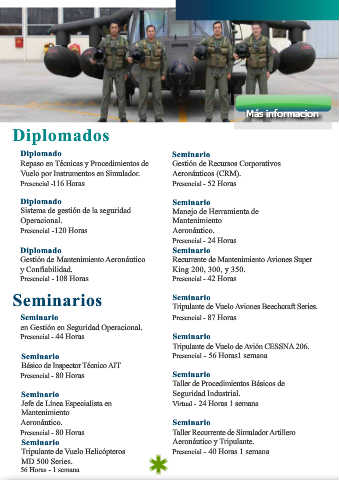 Más informacion
Diplomados
Diplomado
Repaso en Técnicas y Procedimientos de
Vuelo por Instrumentos en Simulador.
Presencial -116 Horas
Diplomado
Sistema de gestión de la seguridad
Operacional.
Presencial -120 Horas
Diplomado
Gestión de Mantenimiento Aeronáutico
y Confiabilidad.
Presencial - 108 Horas
Seminarios
Seminario
en Gestión en Seguridad Operacional.
Presencial - 44 Horas
Seminario
Básico de Inspector Técnico AIT
Presencial - 80 Horas
Seminario
Jefe de Línea Especialista en
Mantenimiento
Aeronáutico.
Presencial - 80 Horas
Seminario
Tripulante de Vuelo Helicópteros
MD 500 Series.
56 Horas - 1 semana
Seminario
Gestión de Recursos Corporativos
Aeronáuticos (CRM).
Presencial - 52 Horas
Seminario
Manejo de Herramienta de
Mantenimiento
Aeronáutico.
Presencial - 24 Horas
Seminario
Recurrente de Mantenimiento Aviones Super
King 200, 300, y 350.
Presencial - 42 Horas
Seminario
Tripulante de Vuelo Aviones Beechcraft Series.
Presencial - 87 Horas
Seminario
Tripulante de Vuelo de Avión CESSNA 206.
Presencial - 56 Horas1 semana
Seminario
Taller de Procedimientos Básicos de
Seguridad Industrial.
Virtual - 24 Horas 1 semana
Seminario
Taller Recurrente de Simulador Artillero
Aeronáutico y Tripulante.
Presencial - 40 Horas 1 semana